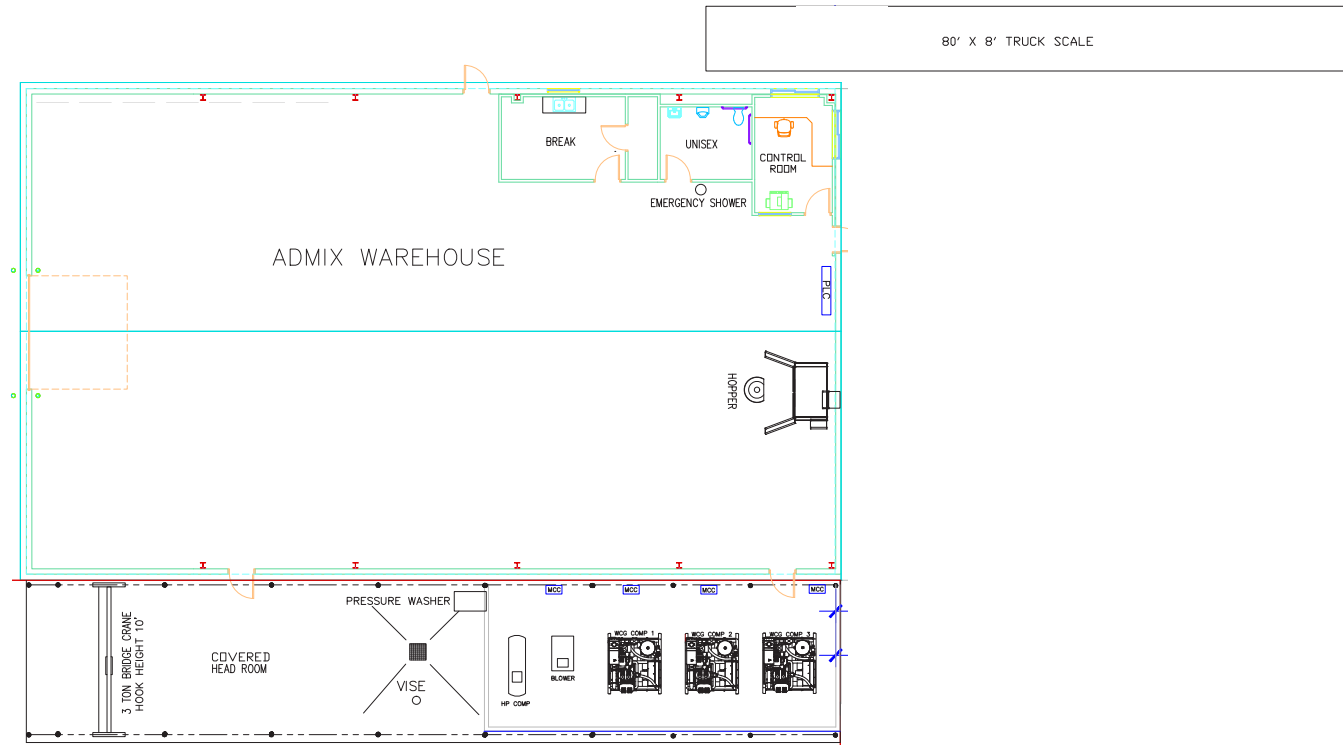 80' X 8' TRUCK SCALE
BREAK
UNISEX
CONTROL
ROOM
EMERGENCY SHOWER
ADMIX WAREHOUSE
PLC
HOPPER
MCC
MCC
MCC
MCC
PRESSURE WASHER
3 TON BRIDGE CRANE
HOOK HEIGHT 10'
COVERED
HEAD ROOM
VISE
HP COMP
BLOWER
WCG COMP 1
WCG COMP 2
WCG COMP 3